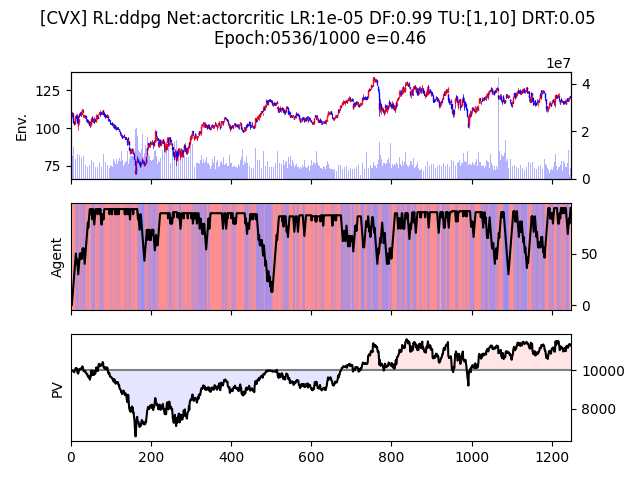 [CVX] RL:ddpg Net:actorcritic LR:1e-05 DF:0.99 TU:[1,10] DRT:0.05
Epoch:0536/1000 e=0.46
1e7
125
100
75
Env.
4
2
0
Agent
50
0
PV
10000
8000
0 200 400 600 800 1000 1200